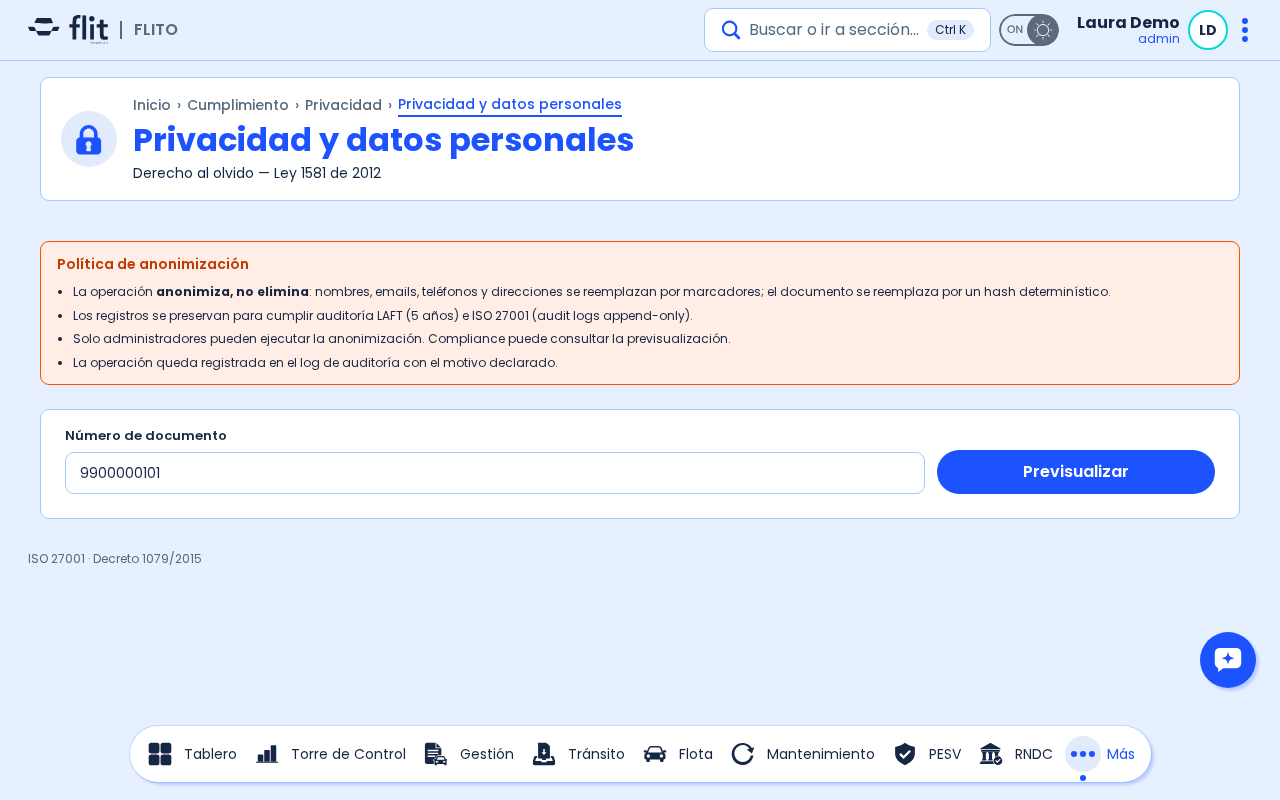 flit
FLITO
Buscar o ir a sección...
Ctrl K
ON
Laura Demo
admin
LD
Inicio › Cumplimiento › Privacidad › Privacidad y datos personales
Privacidad y datos personales
Derecho al olvido — Ley 1581 de 2012
Política de anonimización
• La operación anonimiza, no elimina: nombres, emails, teléfonos y direcciones se reemplazan por marcadores; el documento se reemplaza por un hash determinístico.
• Los registros se preservan para cumplir auditoría LAFT (5 años) e ISO 27001 (audit logs append-only).
• Solo administradores pueden ejecutar la anonimización. Compliance puede consultar la previsualización.
• La operación queda registrada en el log de auditoría con el motivo declarado.
Número de documento
9900000101
Previsualizar
ISO 27001 · Decreto 1079/2015
Tablero
Torre de Control
Gestión
Tránsito
Flota
Mantenimiento
PESV
RNDC
Más